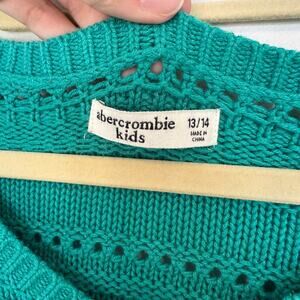 abercrombie
kids
13/14
MADE IN
CHINA